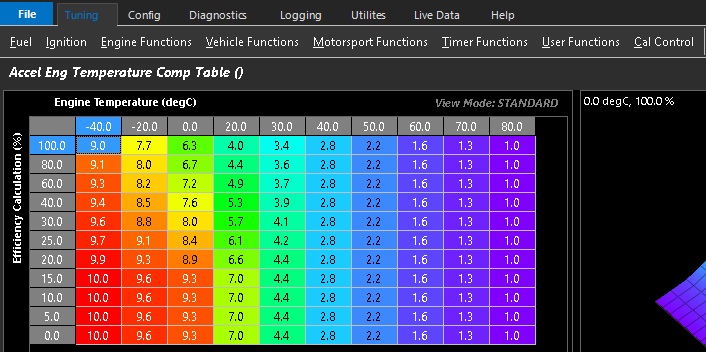 File Tuning Config Diagnostics Logging Utilites Live Data Help
Fuel Ignition Engine Functions Vehicle Functions Motorsport Functions Timer Functions User Functions Cal Control
Accel Eng Temperature Comp Table ()
Engine Temperature (degC) View Mode: STANDARD 0.0 degC, 100.0 %
Efficiency Calculation (%)
-40.0 -20.0 0.0 20.0 30.0 40.0 50.0 60.0 70.0 80.0
100.0 9.0 7.7 6.3 4.0 3.4 2.8 2.2 1.6 1.3 1.0
80.0 9.1 8.0 6.7 4.4 3.6 2.8 2.2 1.6 1.3 1.0
60.0 9.3 8.2 7.2 4.9 3.7 2.8 2.2 1.6 1.3 1.0
40.0 9.4 8.5 7.6 5.3 3.9 2.8 2.2 1.6 1.3 1.0
30.0 9.6 8.8 8.0 5.7 4.1 2.8 2.2 1.6 1.3 1.0
25.0 9.7 9.1 8.4 6.1 4.2 2.8 2.2 1.6 1.3 1.0
20.0 9.9 9.3 8.9 6.6 4.4 2.8 2.2 1.6 1.3 1.0
15.0 10.0 9.6 9.3 7.0 4.4 2.8 2.2 1.6 1.3 1.0
10.0 10.0 9.6 9.3 7.0 4.4 2.8 2.2 1.6 1.3 1.0
5.0 10.0 9.6 9.3 7.0 4.4 2.8 2.2 1.6 1.3 1.0
0.0 10.0 9.6 9.3 7.0 4.4 2.8 2.2 1.6 1.3 1.0